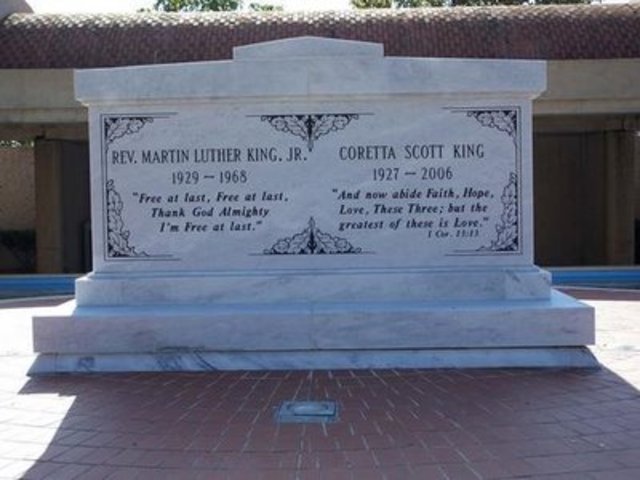 REV. MARTIN LUTHER KING, JR.
1929 — 1968
"Free at last, Free at last,
Thank God Almighty
I'm Free at last."
CORETTA SCOTT KING
1927 — 2006
"And now abide Faith, Hope,
Love, These Three; but the
greatest of these is Love."
1 Cor. 13:13